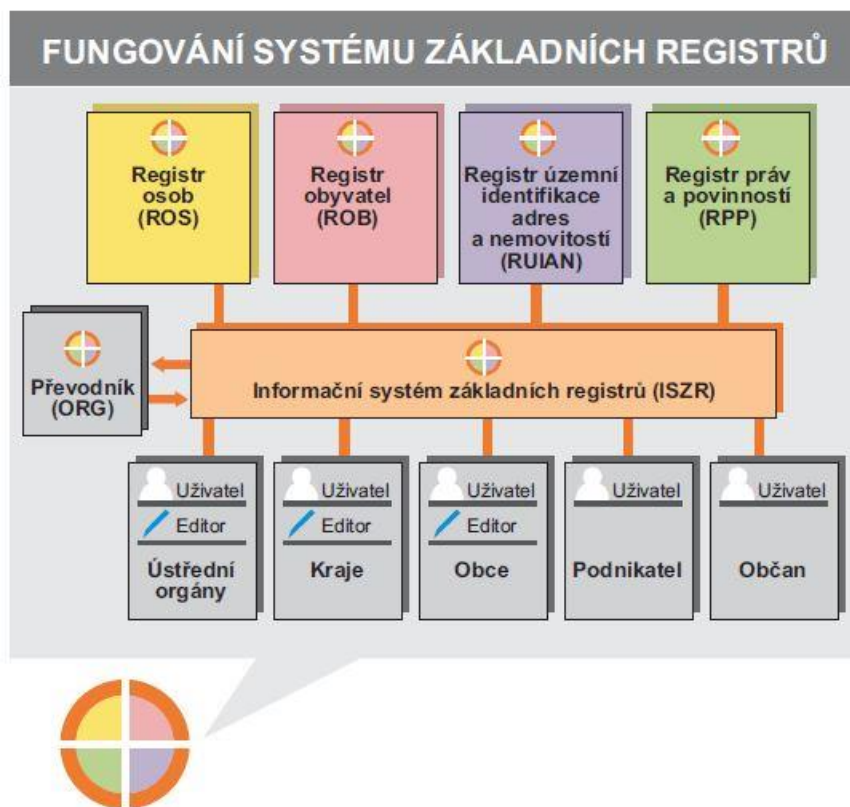 FUNGOVÁNÍ SYSTÉMU ZÁKLADNÍCH REGISTRŮ
Registr
osob
(ROS)
Registr
obyvatel
(ROB)
Registr územní
identifikace
adres
a nemovitostí
(RUIAN)
Registr práv
a povinností
(RPP)
Převodník
(ORG)
Informační systém základních registrů (ISZR)
Uživatel
Editor
Ústřední
orgány
Uživatel
Editor
Kraje
Uživatel
Editor
Obce
Uživatel
Podnikatel
Uživatel
Občan